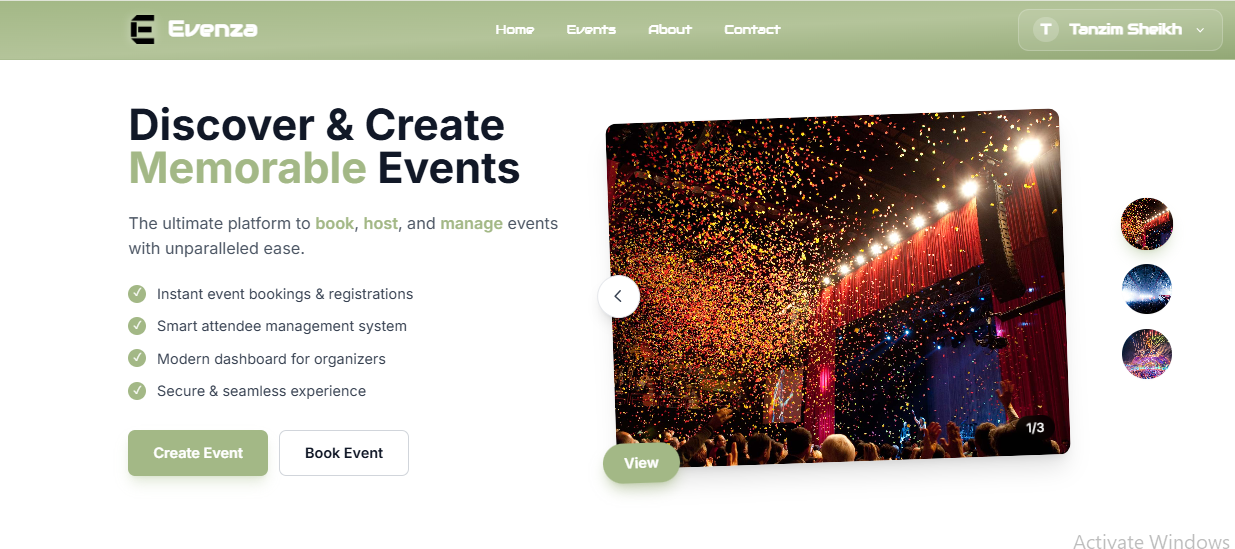 Evenza
Home Events About Contact
T Tanzim Sheikh
Discover & Create
Memorable Events
The ultimate platform to book, host, and manage events
with unparalleled ease.
Instant event bookings & registrations
Smart attendee management system
Modern dashboard for organizers
Secure & seamless experience
Create Event
Book Event
1/3
View
Activate Windows